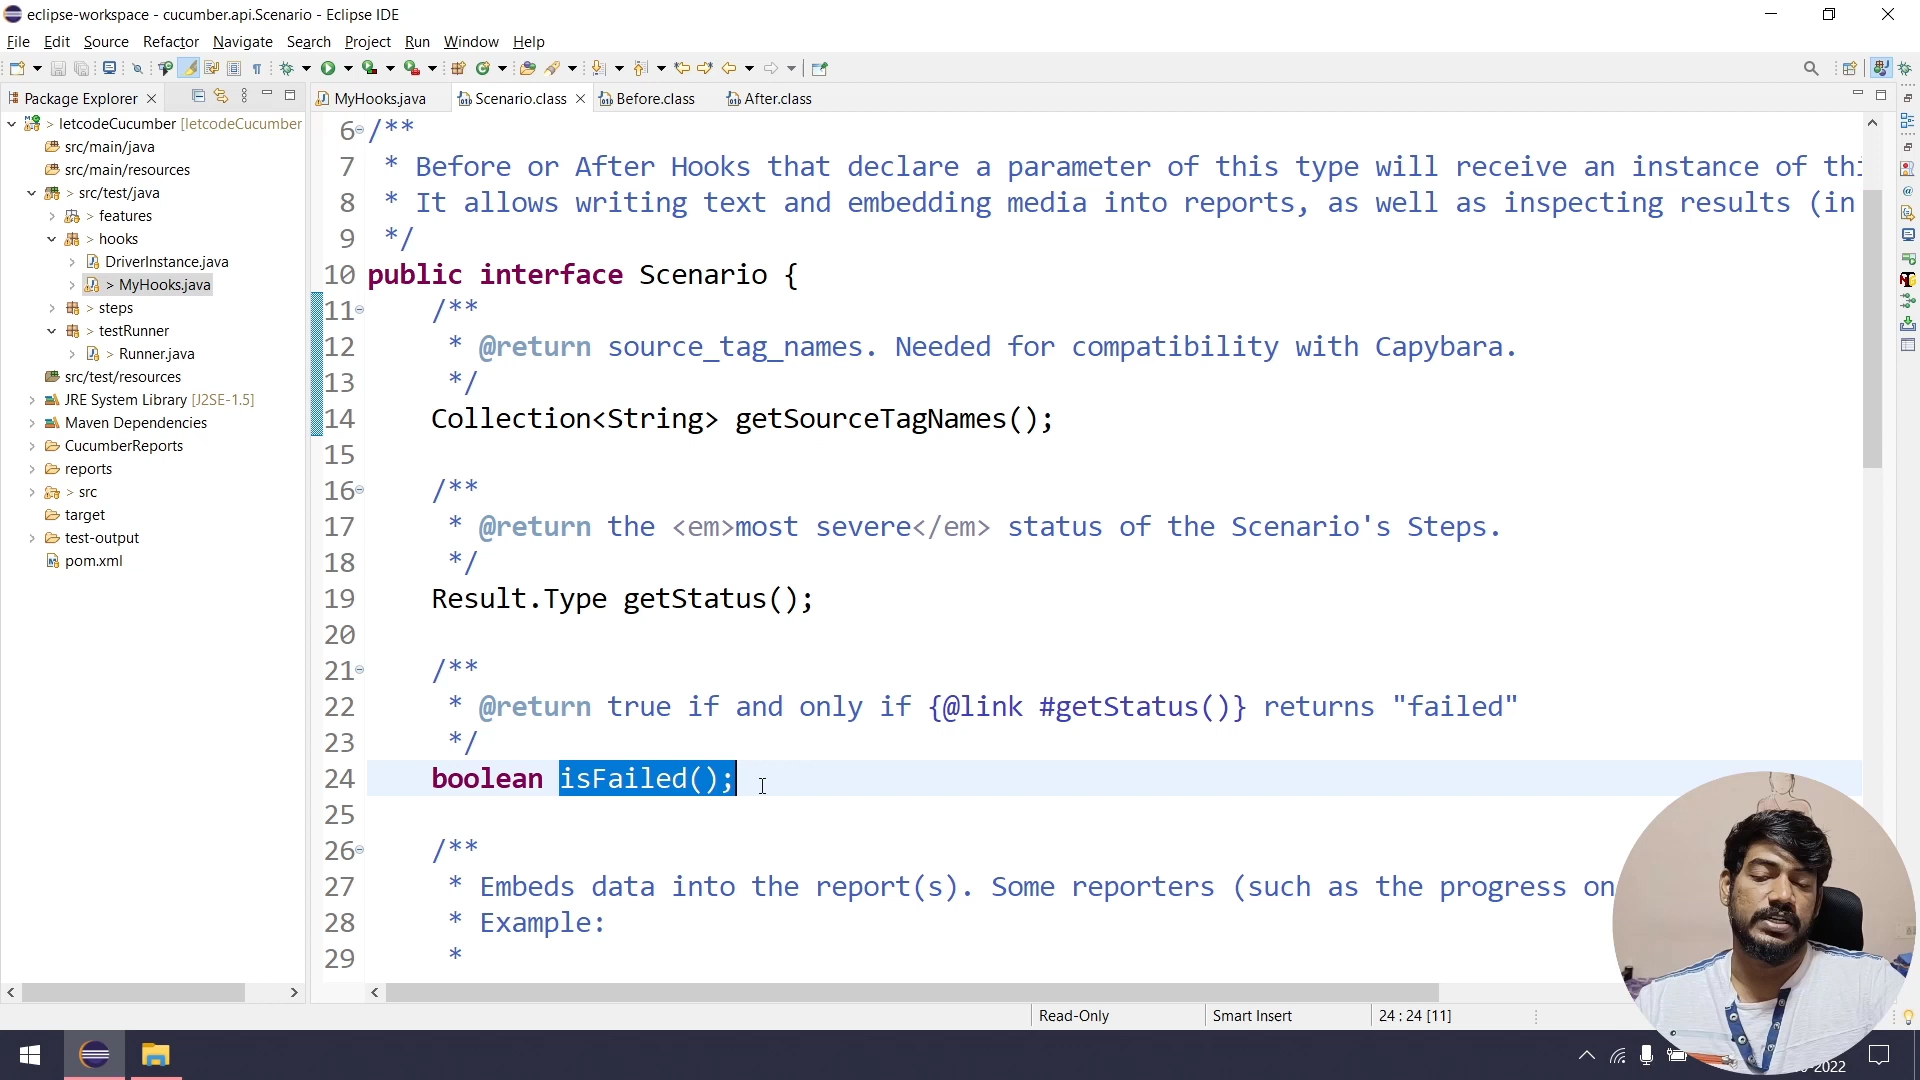 eclipse-workspace - cucumber.api.Scenario - Eclipse IDE
File Edit Source Refactor Navigate Search Project Run Window Help
Package Explorer
MyHooks.java Scenario.class Before.class After.class
> letcodeCucumber [letcodeCucumber
src/main/java
src/main/resources
> src/test/java
> features
> hooks
DriverInstance.java
> MyHooks.java
> steps
> testRunner
> Runner.java
src/test/resources
JRE System Library [J2SE-1.5]
Maven Dependencies
CucumberReports
reports
> src
target
test-output
pom.xml
6 /**
7  * Before or After Hooks that declare a parameter of this type will receive an instance of thi
8  * It allows writing text and embedding media into reports, as well as inspecting results (in
9  */
10 public interface Scenario {
11     /**
12      * @return source_tag_names. Needed for compatibility with Capybara.
13      */
14     Collection<String> getSourceTagNames();
15
16     /**
17      * @return the <em>most severe</em> status of the Scenario's Steps.
18      */
19     Result.Type getStatus();
20
21     /**
22      * @return true if and only if {@link #getStatus()} returns "failed"
23      */
24     boolean isFailed();
25
26     /**
27      * Embeds data into the report(s). Some reporters (such as the progress on
28      * Example:
29      *
Read-Only Smart Insert 24 : 24 [11]
-2022